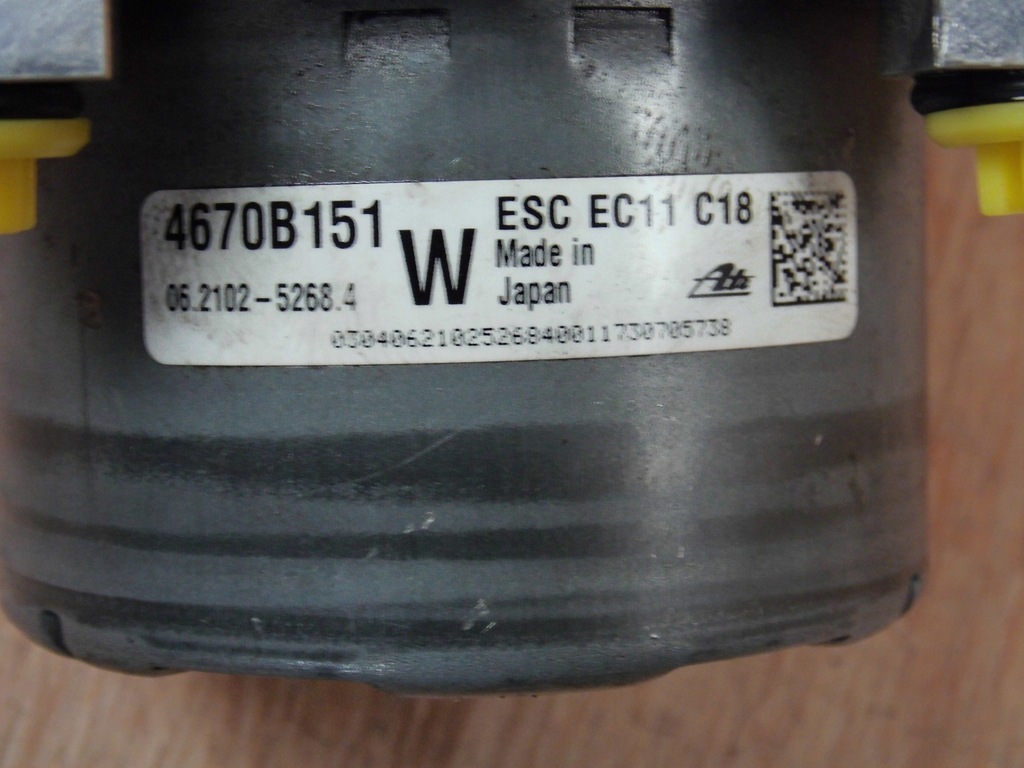 4670B151
06.2102-5268.4
W
ESC EC11 C18
Made in
Japan
Ate
0304062102526840011730705738